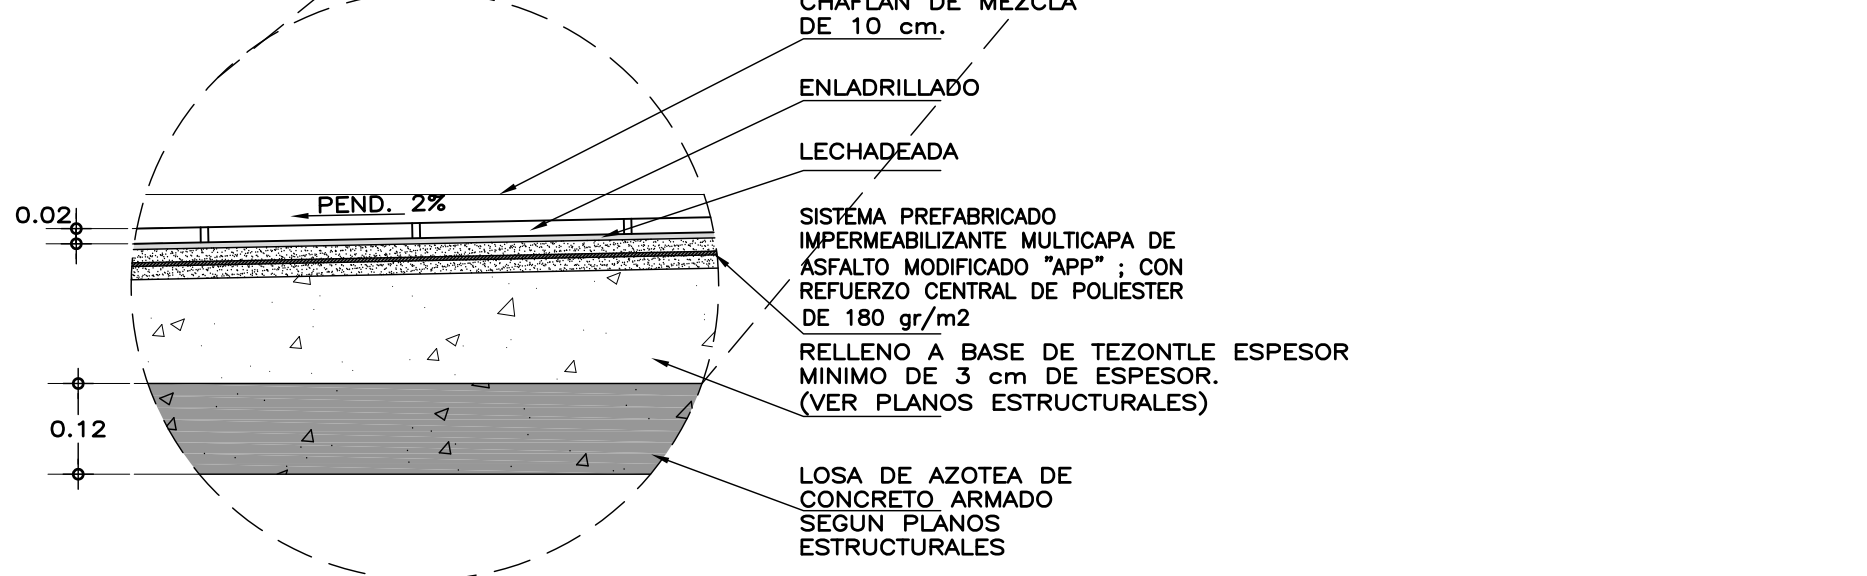 CHAFLAN DE MEZCLA
DE 10 cm.
ENLADRILLADO
LECHADEADA
PEND. 2%
0.02
SISTEMA PREFABRICADO
IMPERMEABILIZANTE MULTICAPA DE
ASFALTO MODIFICADO "APP" ; CON
REFUERZO CENTRAL DE POLIESTER
DE 180 gr/m2
RELLENO A BASE DE TEZONTLE ESPESOR
MINIMO DE 3 cm DE ESPESOR.
(VER PLANOS ESTRUCTURALES)
0.12
LOSA DE AZOTEA DE
CONCRETO ARMADO
SEGUN PLANOS
ESTRUCTURALES